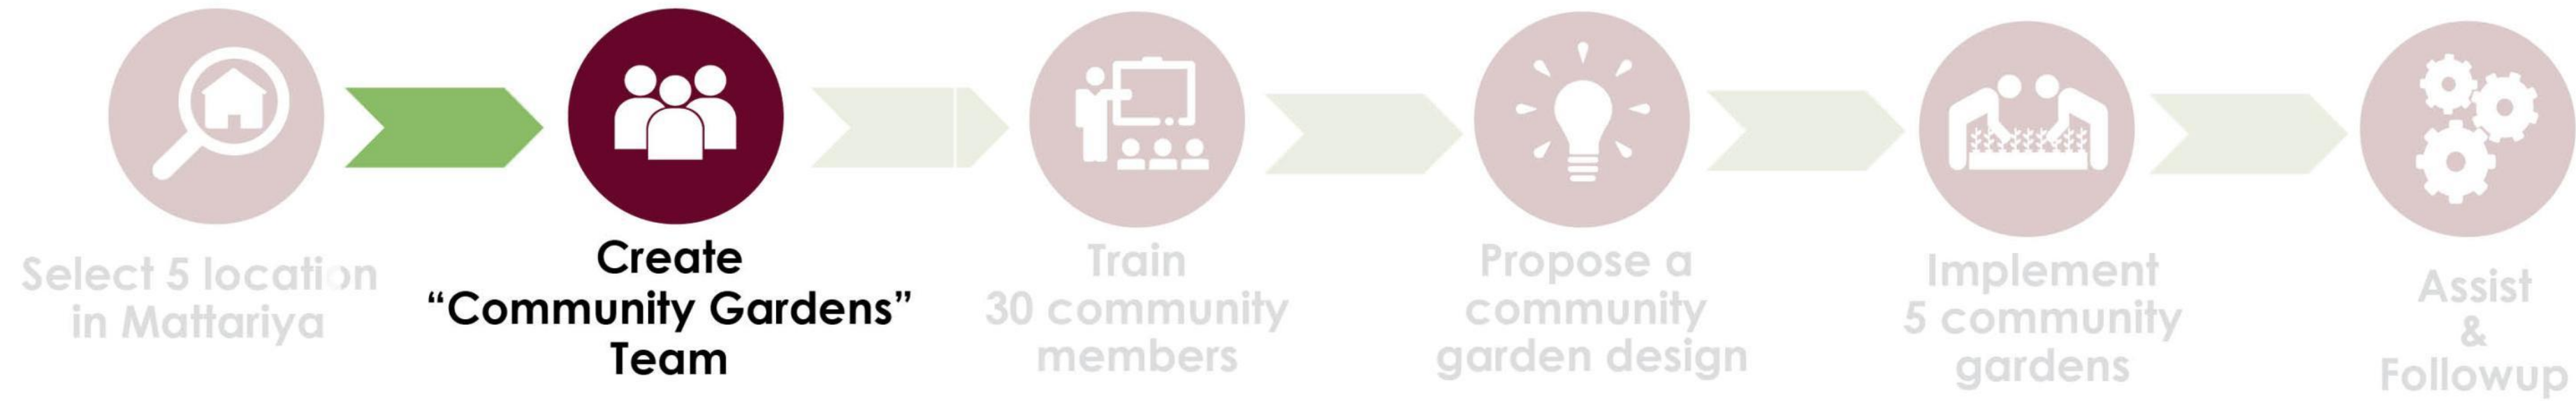 Select 5 location
in Mattariya
Create
“Community Gardens”
Team
Train
30 community
members
Propose a
community
garden design
Implement
5 community
gardens
Assist
&
Followup